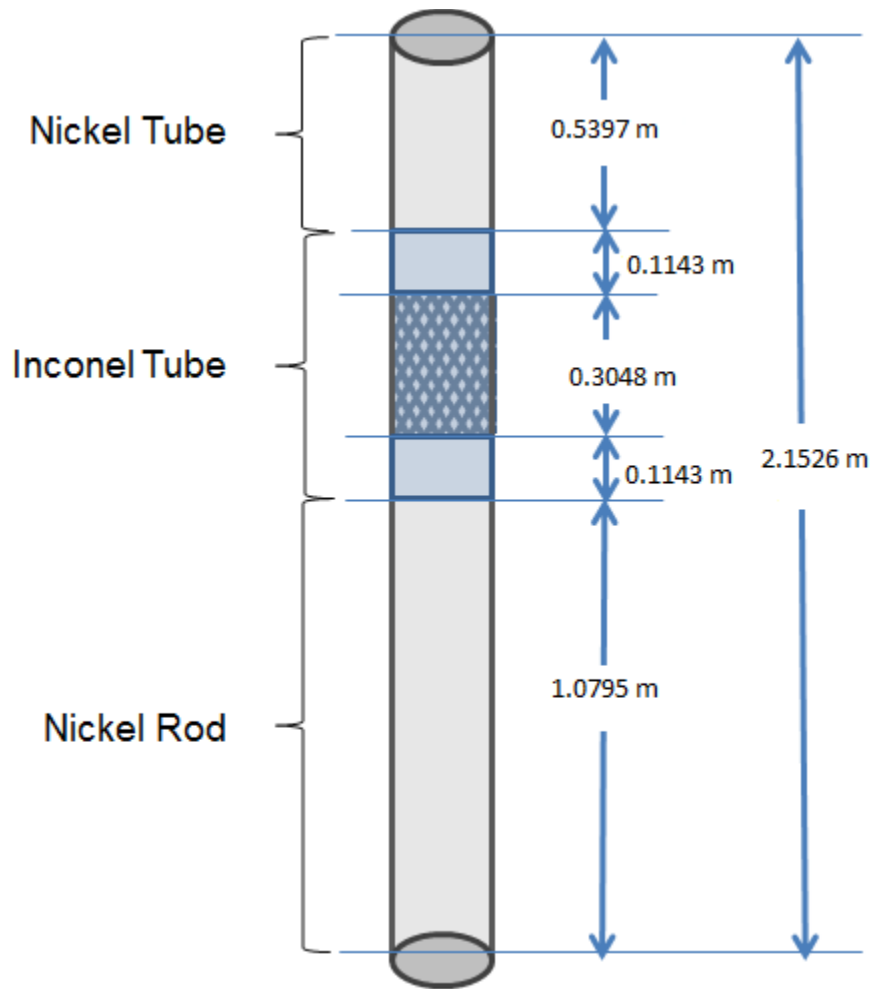 Nickel Tube
0.5397 m
0.1143 m
Inconel Tube
0.3048 m
2.1526 m
0.1143 m
Nickel Rod
1.0795 m